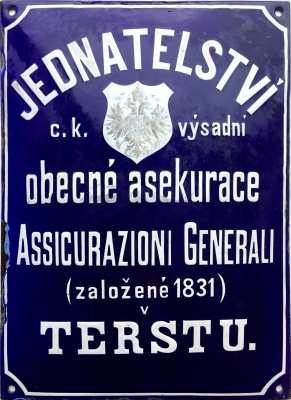 JEDNATELSTVÍ
c. k. výsadní
obecné asekurace
ASSICURAZIONI GENERALI
(založené 1831)
v
TERSTU.